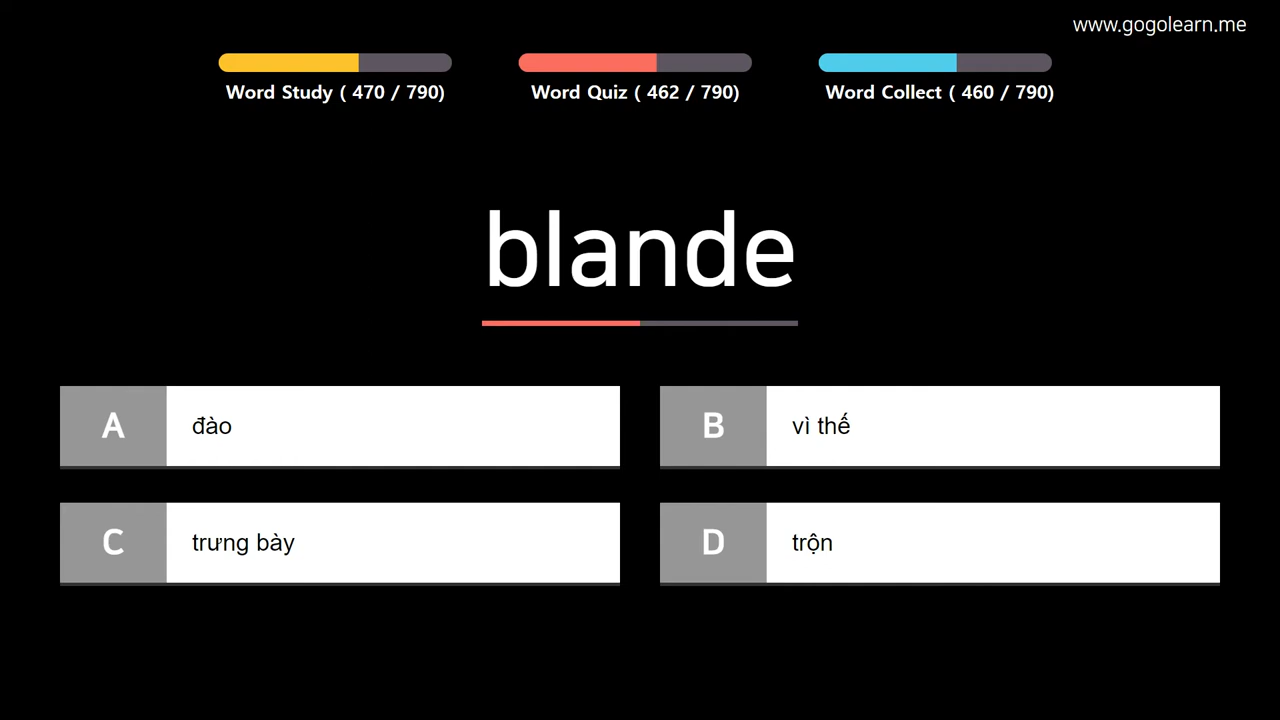 www.gogolearn.me
Word Study ( 470 / 790)
Word Quiz ( 462 / 790)
Word Collect ( 460 / 790)
blande
A đào
B vì thế
C trưng bày
D trộn